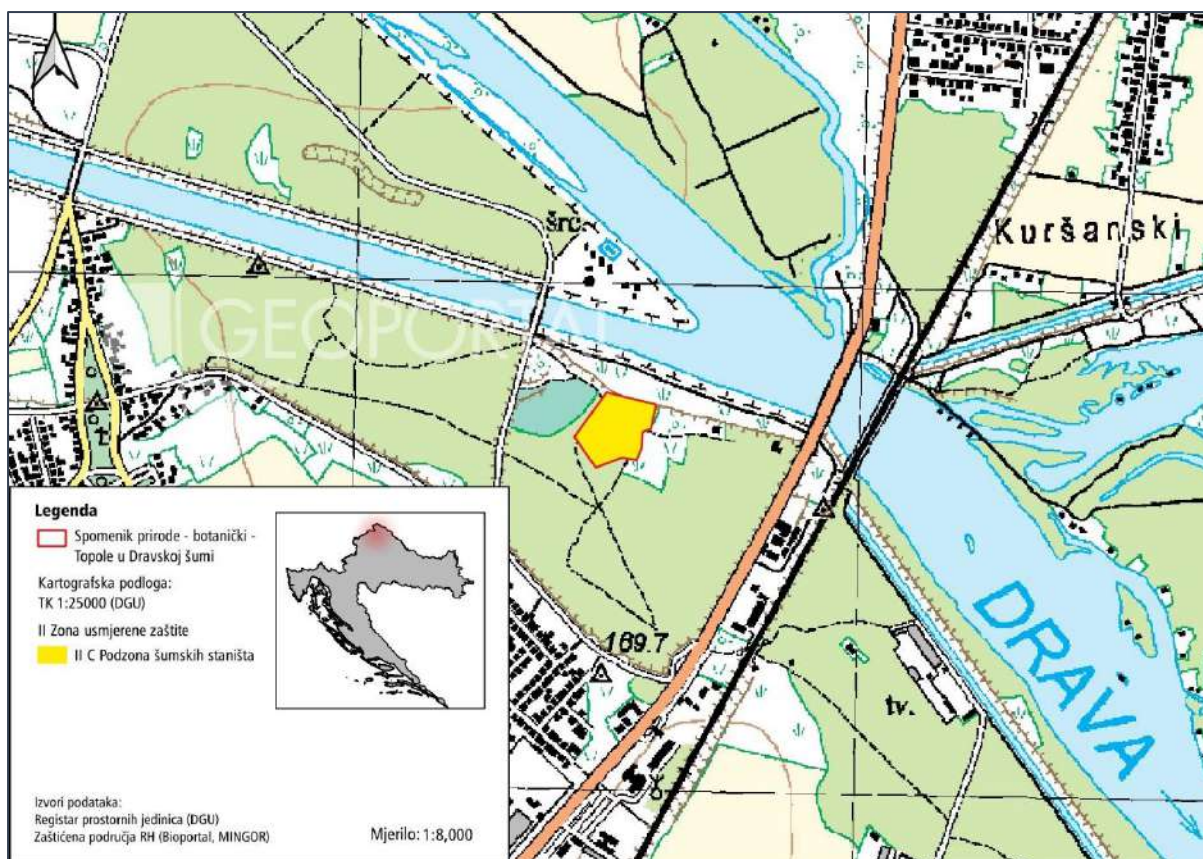 šrc.
Kuršanski
GEOPORTAL
169.7
tv.
DRAVA
Legenda
Spomenik prirode - botanički -
Topole u Dravskoj šumi
Kartografska podloga:
TK 1:25000 (DGU)
II Zona usmjerene zaštite
II C Podzona šumskih staništa
Izvori podataka:
Registar prostornih jedinica (DGU)
Zaštićena područja RH (Bioportal, MINGOR)
Mjerilo: 1:8,000